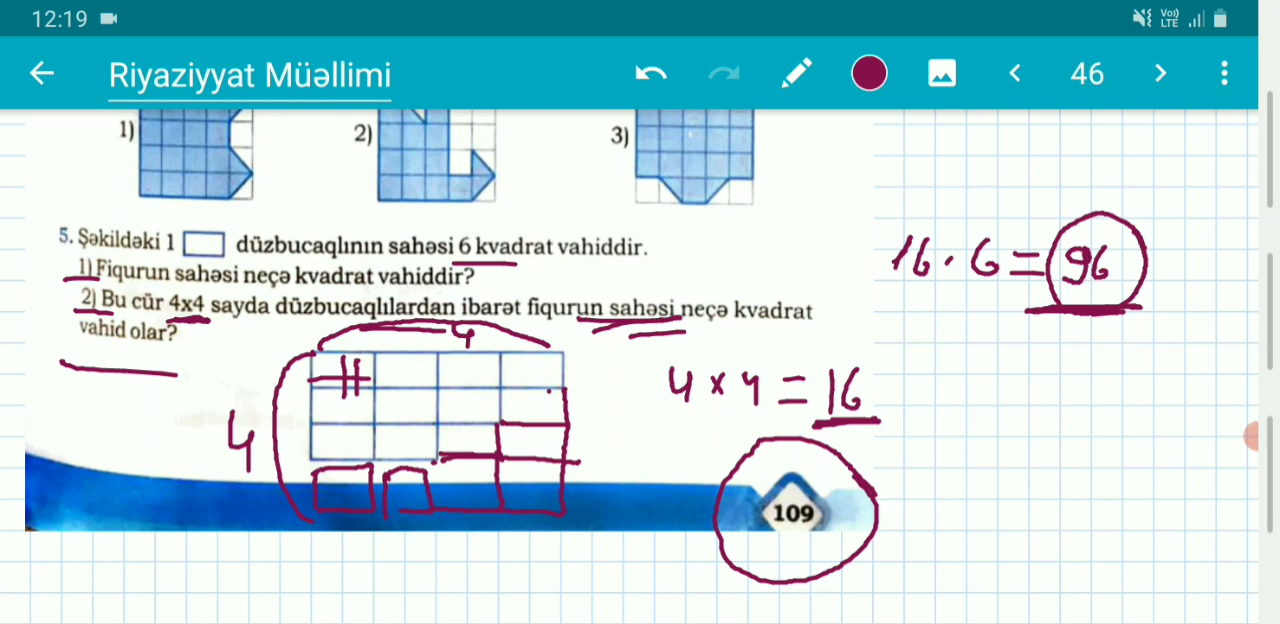 12:19
Vo)) LTE
Riyaziyyat Müəllimi
46
1)
2)
3)
5. Şəkildəki 1 düzbucaqlının sahəsi 6 kvadrat vahiddir.
1) Fiqurun sahəsi neçə kvadrat vahiddir?
2) Bu cür 4x4 sayda düzbucaqlılardan ibarət fiqurun sahəsi neçə kvadrat
vahid olar?
16 · 6 = 96
4
4 x 4 = 16
4
109